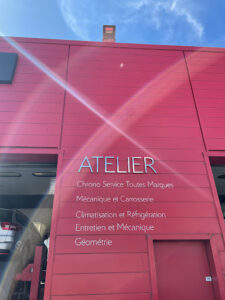 ATELIER
Chrono Service Toutes Marques
Mécanique et Carrosserie
Climatisation et Réfrigération
Entretien et Mécanique
Géométrie